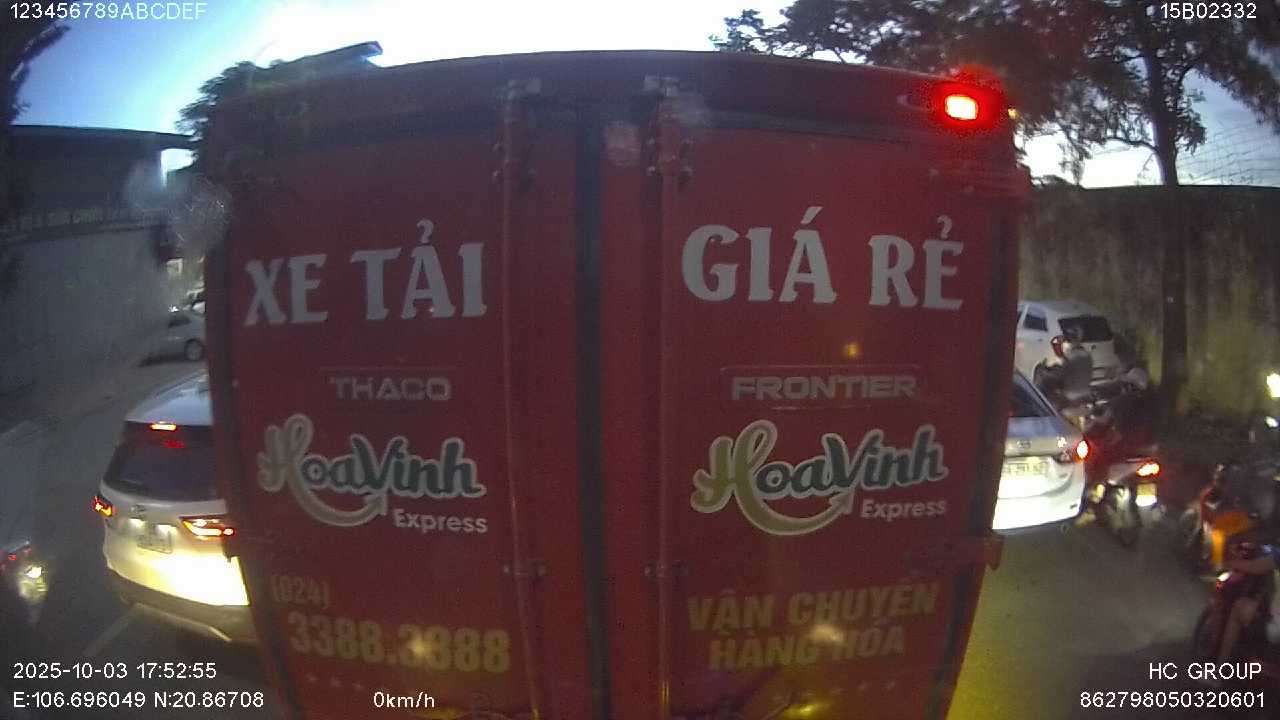 123456789ABCDEF
15B02332
XE TẢI GIÁ RẺ
THACO FRONTIER
HoaVinh HoaVinh
Express Express
(024)
3388.3888
VẬN CHUYỂN
HÀNG HÓA
2025-10-03 17:52:55
HC GROUP
E:106.696049 N:20.86708
0km/h
862798050320601